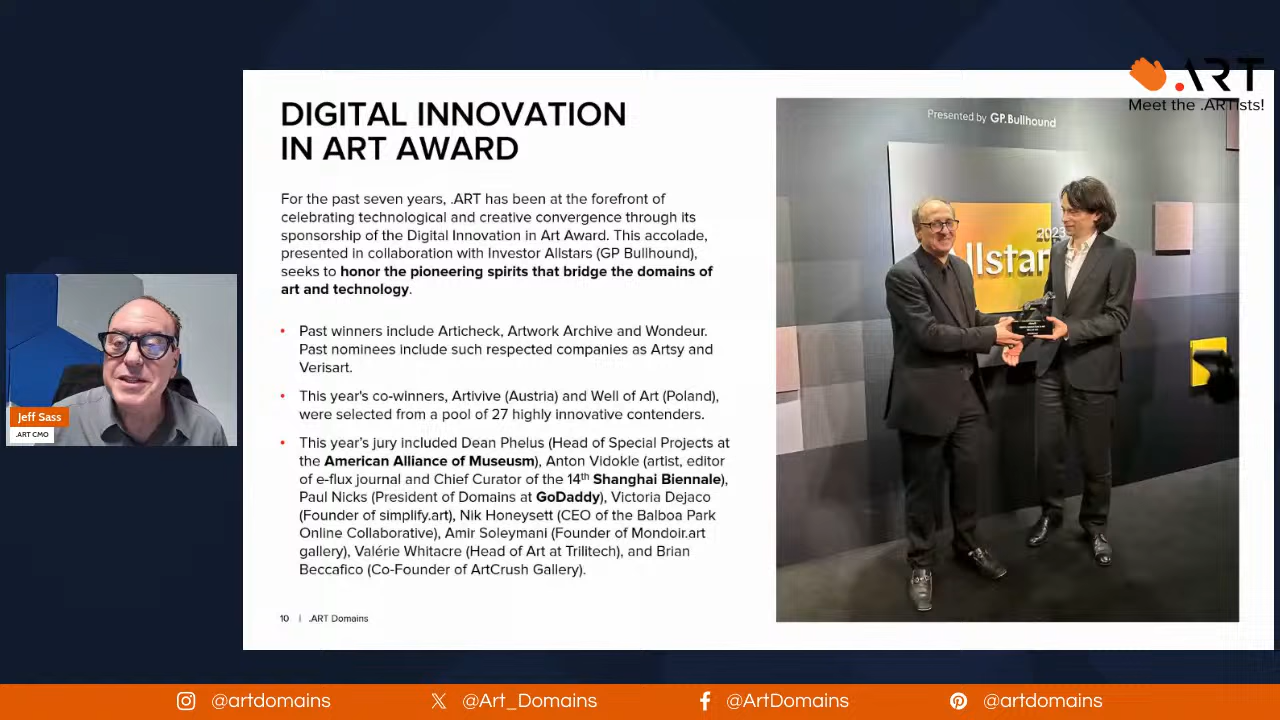 .ART
Meet the .ARTists!
DIGITAL INNOVATION
IN ART AWARD
For the past seven years, .ART has been at the forefront of
celebrating technological and creative convergence through its
sponsorship of the Digital Innovation in Art Award. This accolade,
presented in collaboration with Investor Allstars (GP Bullhound),
seeks to honor the pioneering spirits that bridge the domains of
art and technology.
• Past winners include Articheck, Artwork Archive and Wondeur.
Past nominees include such respected companies as Artsy and
Verisart.
• This year's co-winners, Artivive (Austria) and Well of Art (Poland),
were selected from a pool of 27 highly innovative contenders.
• This year's jury included Dean Phelus (Head of Special Projects at
the American Alliance of Museusm), Anton Vidokle (artist, editor
of e-flux journal and Chief Curator of the 14th Shanghai Biennale),
Paul Nicks (President of Domains at GoDaddy), Victoria Dejaco
(Founder of simplify.art), Nik Honeysett (CEO of the Balboa Park
Online Collaborative), Amir Soleymani (Founder of Mondoir.art
gallery), Valérie Whitacre (Head of Art at Trilitech), and Brian
Beccafico (Co-Founder of ArtCrush Gallery).
10 | .ART Domains
Presented by GP.Bullhound
2023
llstar
Jeff Sass
.ART CMO
@artdomains
@Art_Domains
@ArtDomains
@artdomains